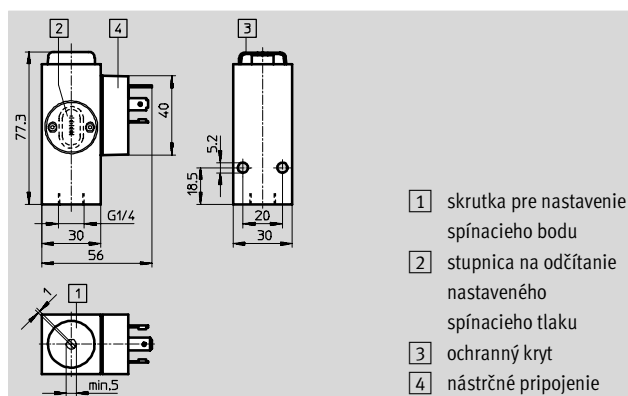 2
4
3
77.3
40
5.2
18.5
G1/4
30
56
20
30
1
1
min.5
1 skrutka pre nastavenie
spínacieho bodu
2 stupnica na odčítanie
nastaveného
spínacieho tlaku
3 ochranný kryt
4 nástrčné pripojenie